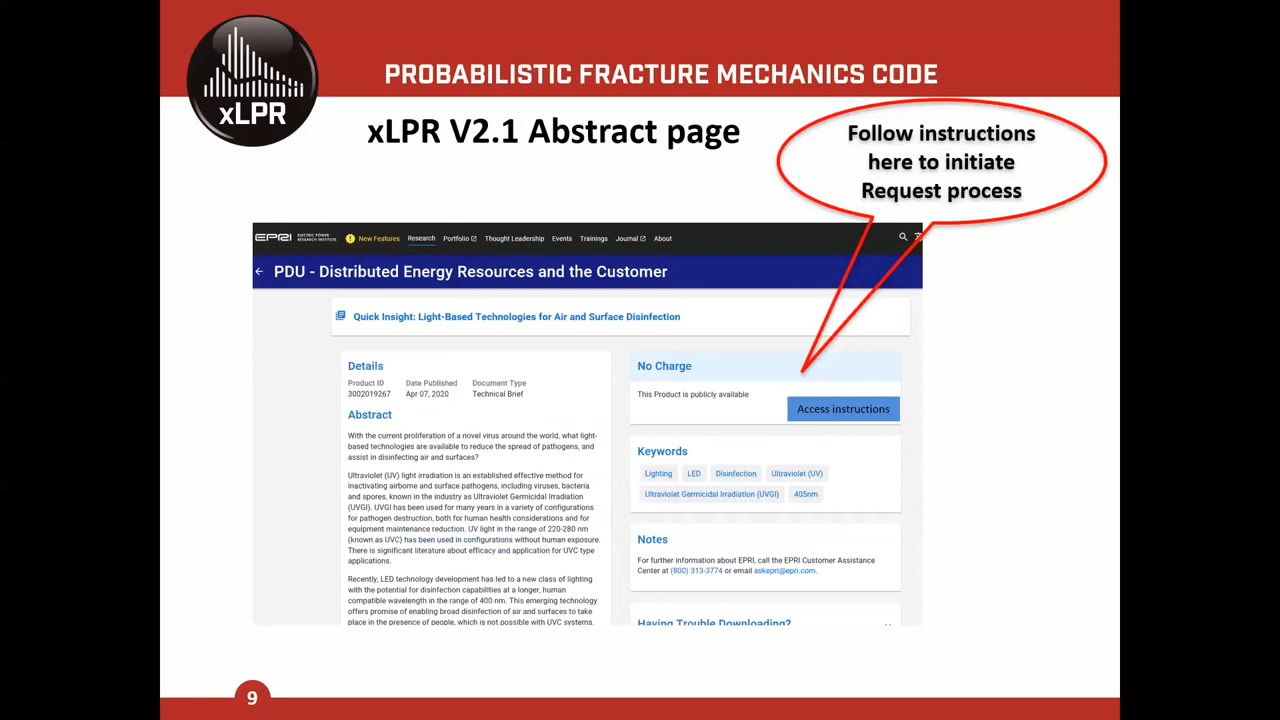 PROBABILISTIC FRACTURE MECHANICS CODE
xLPR
xLPR V2.1 Abstract page
Follow instructions
here to initiate
Request process
EPRI ELECTRIC POWER
RESEARCH INSTITUTE
New Features Research Portfolio Thought Leadership Events Trainings Journal About
PDU - Distributed Energy Resources and the Customer
Quick Insight: Light-Based Technologies for Air and Surface Disinfection
Details
Product ID Date Published Document Type
3002019267 Apr 07, 2020 Technical Brief
Abstract
With the current proliferation of a novel virus around the world, what light-
based technologies are available to reduce the spread of pathogens, and
assist in disinfecting air and surfaces?
Ultraviolet (UV) light irradiation is an established effective method for
inactivating airborne and surface pathogens, including viruses, bacteria
and spores, known in the industry as Ultraviolet Germicidal Irradiation
(UVGI). UVGI has been used for many years in a variety of configurations
for pathogen destruction, both for human health considerations and for
equipment maintenance reduction. UV light in the range of 220-280 nm
(known as UVC) has been used in configurations without human exposure.
There is significant literature about efficacy and application for UVC type
applications.
Recently, LED technology development has led to a new class of lighting
with the potential for disinfection capabilities at a longer, human
compatible wavelength in the range of 400 nm. This emerging technology
offers promise of enabling broad disinfection of air and surfaces to take
place in the presence of people, which is not possible with UVC systems.
No Charge
This Product is publicly available
Access instructions
Keywords
Lighting LED Disinfection Ultraviolet (UV)
Ultraviolet Germicidal Irradiation (UVGI) 405nm
Notes
For further information about EPRI, call the EPRI Customer Assistance
Center at (800) 313-3774 or email askepri@epri.com.
Having Trouble Downloading?
9